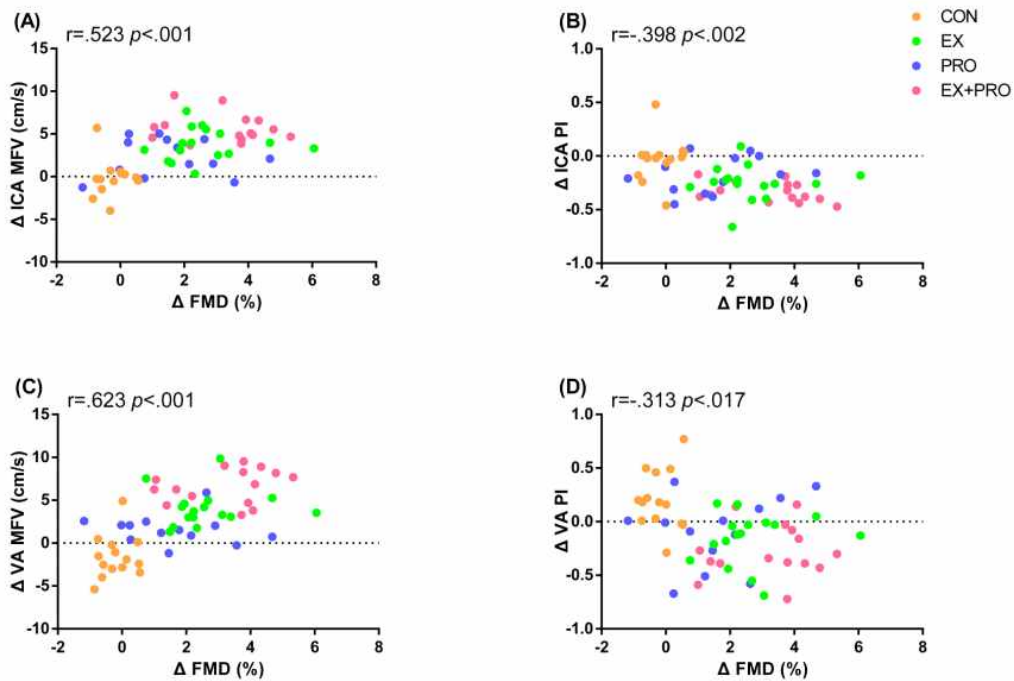 (A)
r=.523 p<.001
Δ ICA MFV (cm/s)
15
10
5
0
-5
-10
-2 0 2 4 6 8
Δ FMD (%)
(B)
r=-.398 p<.002
Δ ICA PI
1.0
0.5
0.0
-0.5
-1.0
-2 0 2 4 6 8
Δ FMD (%)
CON
EX
PRO
EX+PRO
(C)
r=.623 p<.001
Δ VA MFV (cm/s)
15
10
5
0
-5
-10
-2 0 2 4 6 8
Δ FMD (%)
(D)
r=-.313 p<.017
Δ VA PI
1.0
0.5
0.0
-0.5
-1.0
-2 0 2 4 6 8
Δ FMD (%)